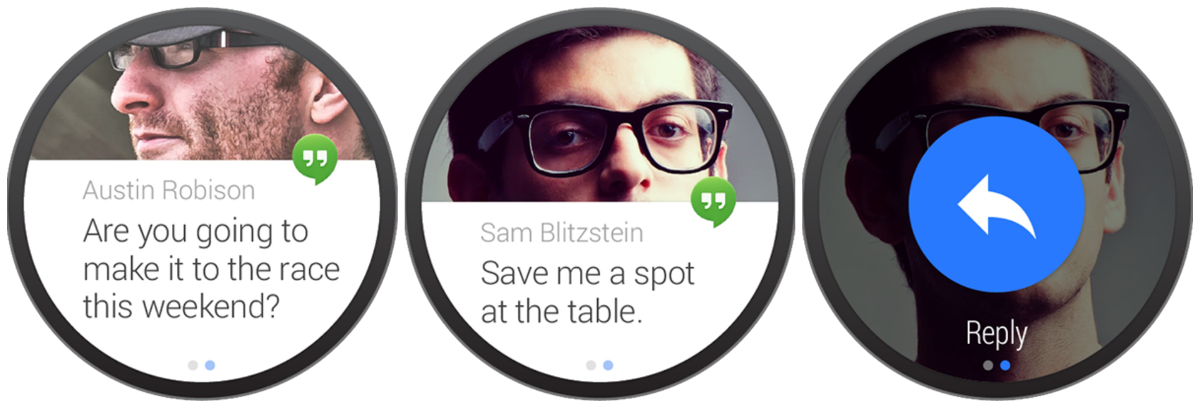 Austin Robison
Are you going to
make it to the race
this weekend?
Sam Blitzstein
Save me a spot
at the table.
Reply